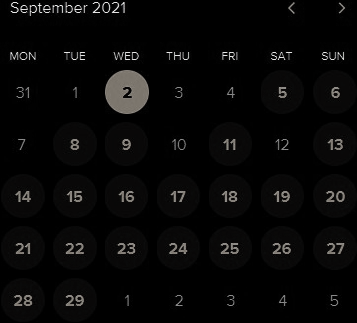 September 2021
MON TUE WED THU FRI SAT SUN
31 1 2 3 4 5 6
7 8 9 10 11 12 13
14 15 16 17 18 19 20
21 22 23 24 25 26 27
28 29 1 2 3 4 5